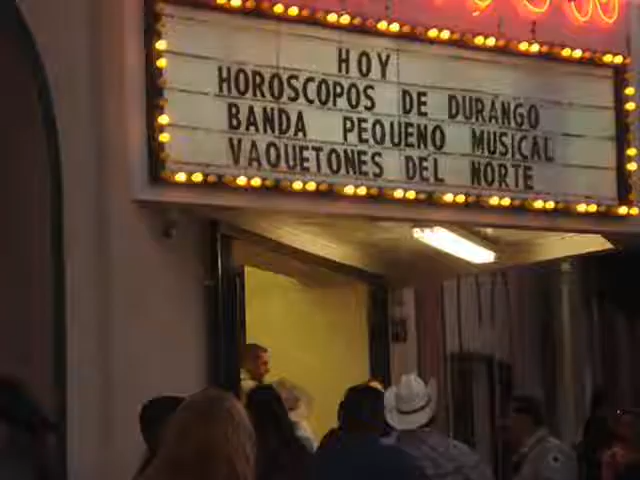 HOY
HOROSCOPOS DE DURANGO
BANDA PEQUENO MUSICAL
VAQUETONES DEL NORTE